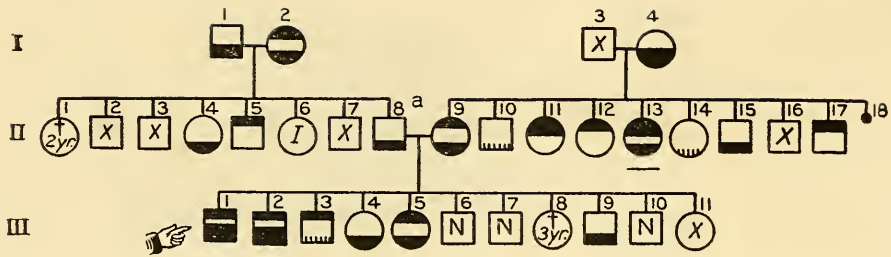 1 2 3 4
I X
a
1 2 3 4 5 6 7 8 9 10 11 12 13 14 15 16 17 18
II 2yr. X X I X X
1 2 3 4 5 6 7 8 9 10 11
III N N 3yr. N X